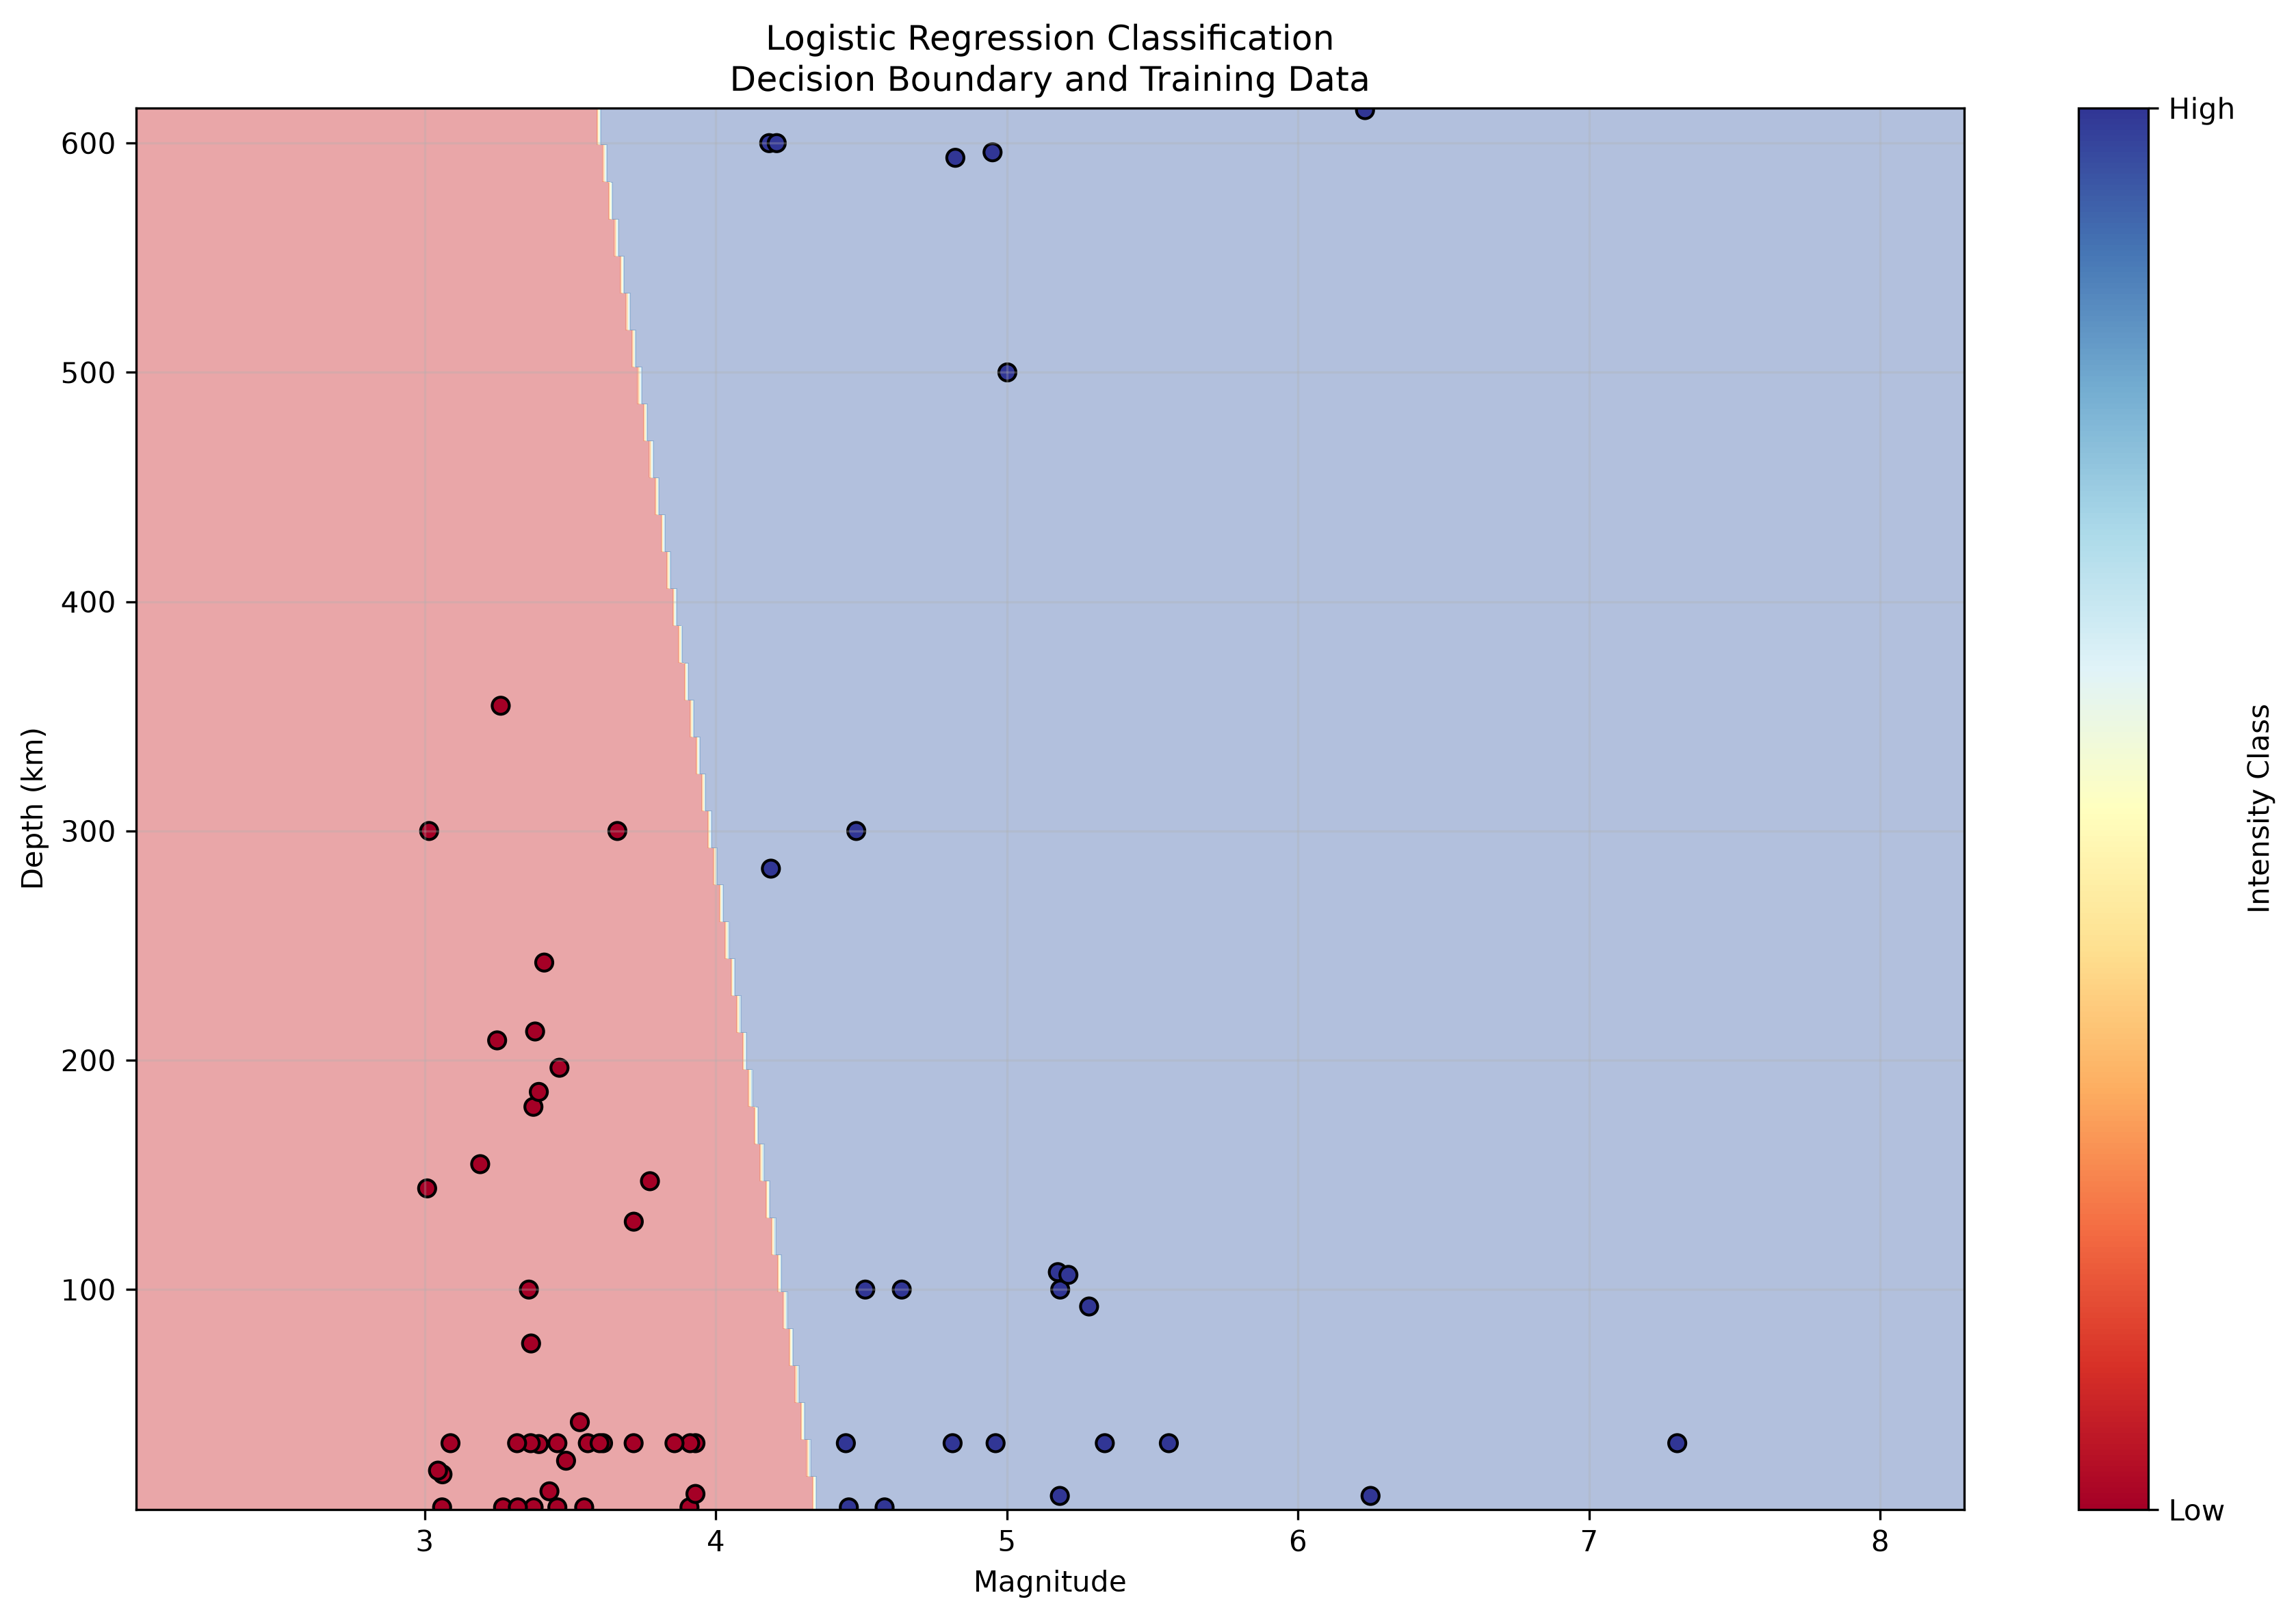 Logistic Regression Classification
Decision Boundary and Training Data
High
600
500
400
300
200
100
Depth (km)
Intensity Class
Low
3 4 5 6 7 8
Magnitude